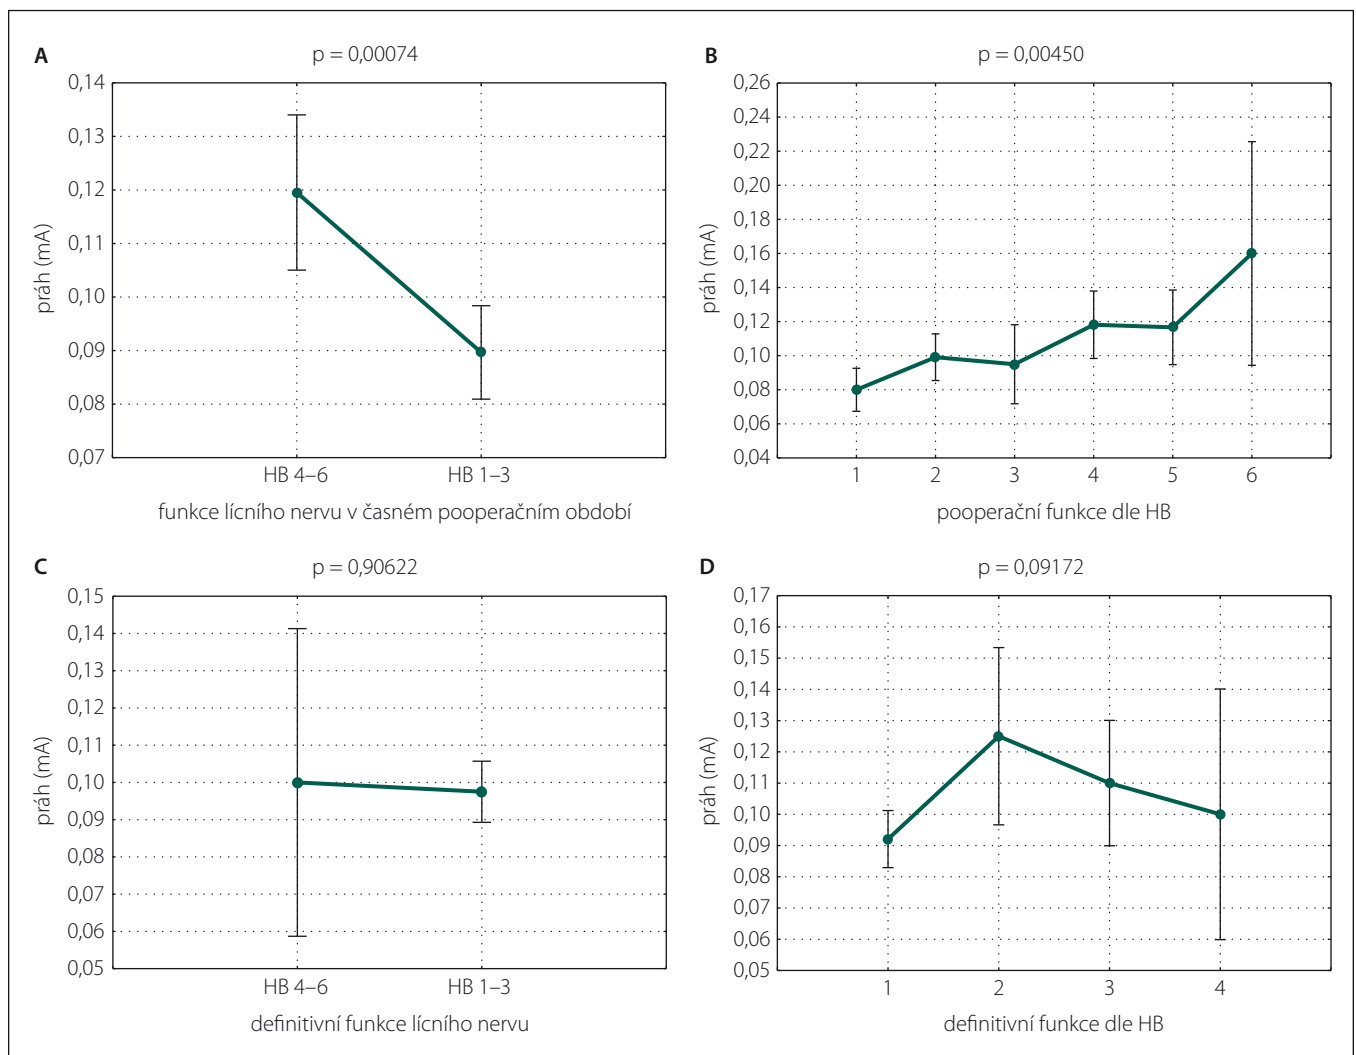 A
p = 0,00074
práh (mA)
0,14
0,13
0,12
0,11
0,10
0,09
0,08
0,07
HB 4–6 HB 1–3
funkce lícního nervu v časném pooperačním období
B
p = 0,00450
práh (mA)
0,26
0,24
0,22
0,20
0,18
0,16
0,14
0,12
0,10
0,08
0,06
0,04
1 2 3 4 5 6
pooperační funkce dle HB
C
p = 0,90622
práh (mA)
0,15
0,14
0,13
0,12
0,11
0,10
0,09
0,08
0,07
0,06
0,05
HB 4–6 HB 1–3
definitivní funkce lícního nervu
D
p = 0,09172
práh (mA)
0,17
0,16
0,15
0,14
0,13
0,12
0,11
0,10
0,09
0,08
0,07
0,06
0,05
1 2 3 4
definitivní funkce dle HB